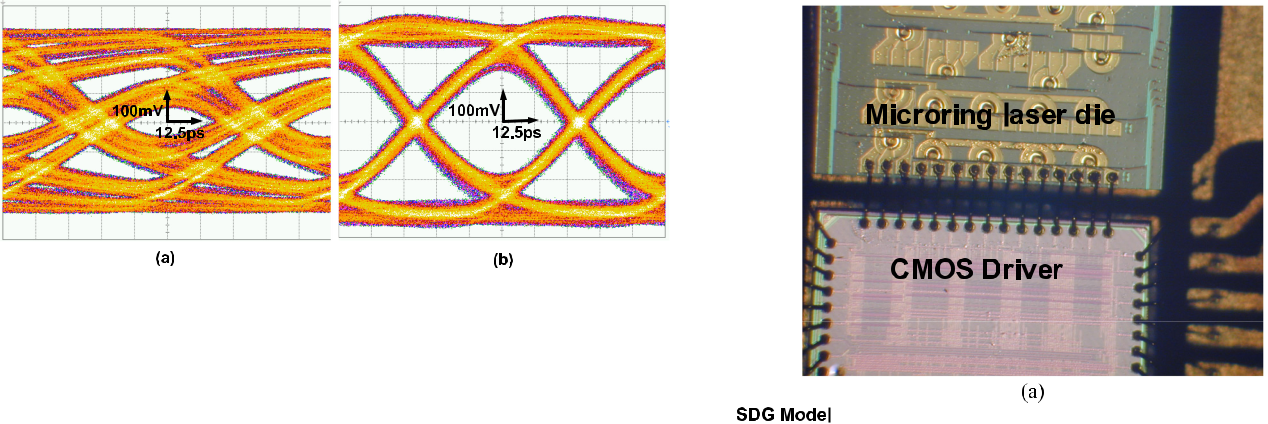 100mV
12.5ps
(a)
100mV
12.5ps
(b)
Microring laser die
CMOS Driver
(a)
SDG Model